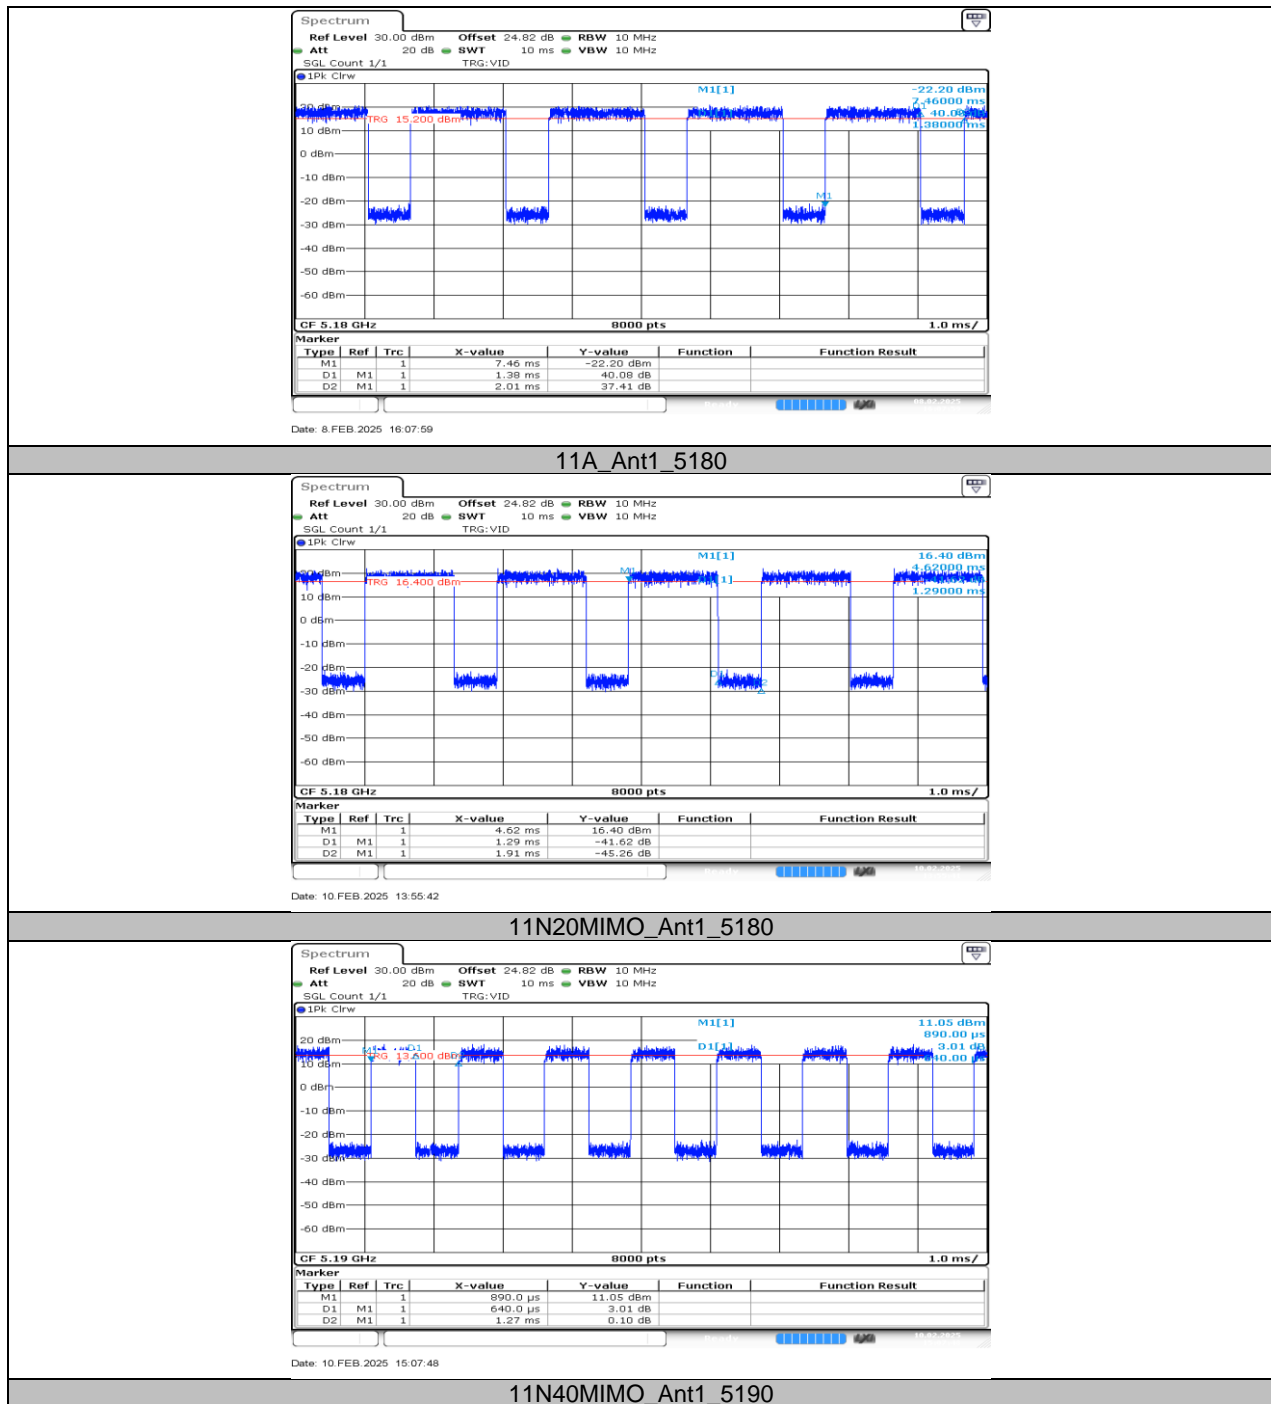 Spectrum
Ref Level 30.00 dBm Offset 24.82 dB RBW 10 MHz
Att 20 dB SWT 10 ms VBW 10 MHz
SGL Count 1/1 TRG:VID
1Pk Clrw
M1[1] -22.20 dBm
7.46000 ms
20 dBm
TRG 15.200 dBm
1.38000 ms
10 dBm
0 dBm
-10 dBm
-20 dBm
M1
-30 dBm
-40 dBm
-50 dBm
-60 dBm
CF 5.18 GHz 8000 pts 1.0 ms/
Marker
Type Ref Trc X-value Y-value Function Function Result
M1 1 7.46 ms -22.20 dBm
D1 M1 1 1.38 ms 40.08 dB
D2 M1 1 2.01 ms 37.41 dB
Date: 8.FEB.2025 16:07:59
11A_Ant1_5180
Spectrum
Ref Level 30.00 dBm Offset 24.82 dB RBW 10 MHz
Att 20 dB SWT 10 ms VBW 10 MHz
SGL Count 1/1 TRG:VID
1Pk Clrw
M1[1] 16.40 dBm
4.62000 ms
20 dBm
TRG 16.400 dBm
1.29000 ms
10 dBm
0 dBm
-10 dBm
-20 dBm
-30 dBm
-40 dBm
-50 dBm
-60 dBm
CF 5.18 GHz 8000 pts 1.0 ms/
Marker
Type Ref Trc X-value Y-value Function Function Result
M1 1 4.62 ms 16.40 dBm
D1 M1 1 1.29 ms -41.62 dB
D2 M1 1 1.91 ms -45.26 dB
Date: 10.FEB.2025 13:55:42
11N20MIMO_Ant1_5180
Spectrum
Ref Level 30.00 dBm Offset 24.82 dB RBW 10 MHz
Att 20 dB SWT 10 ms VBW 10 MHz
SGL Count 1/1 TRG:VID
1Pk Clrw
M1[1] 11.05 dBm
890.00 µs
20 dBm
D1[1] 3.01 dB
D1
TRG 13.600 dBm
640.00 µs
10 dBm
0 dBm
-10 dBm
-20 dBm
-30 dBm
-40 dBm
-50 dBm
-60 dBm
CF 5.19 GHz 8000 pts 1.0 ms/
Marker
Type Ref Trc X-value Y-value Function Function Result
M1 1 890.0 µs 11.05 dBm
D1 M1 1 640.0 µs 3.01 dB
D2 M1 1 1.27 ms 0.10 dB
Date: 10.FEB.2025 15:07:48
11N40MIMO_Ant1_5190